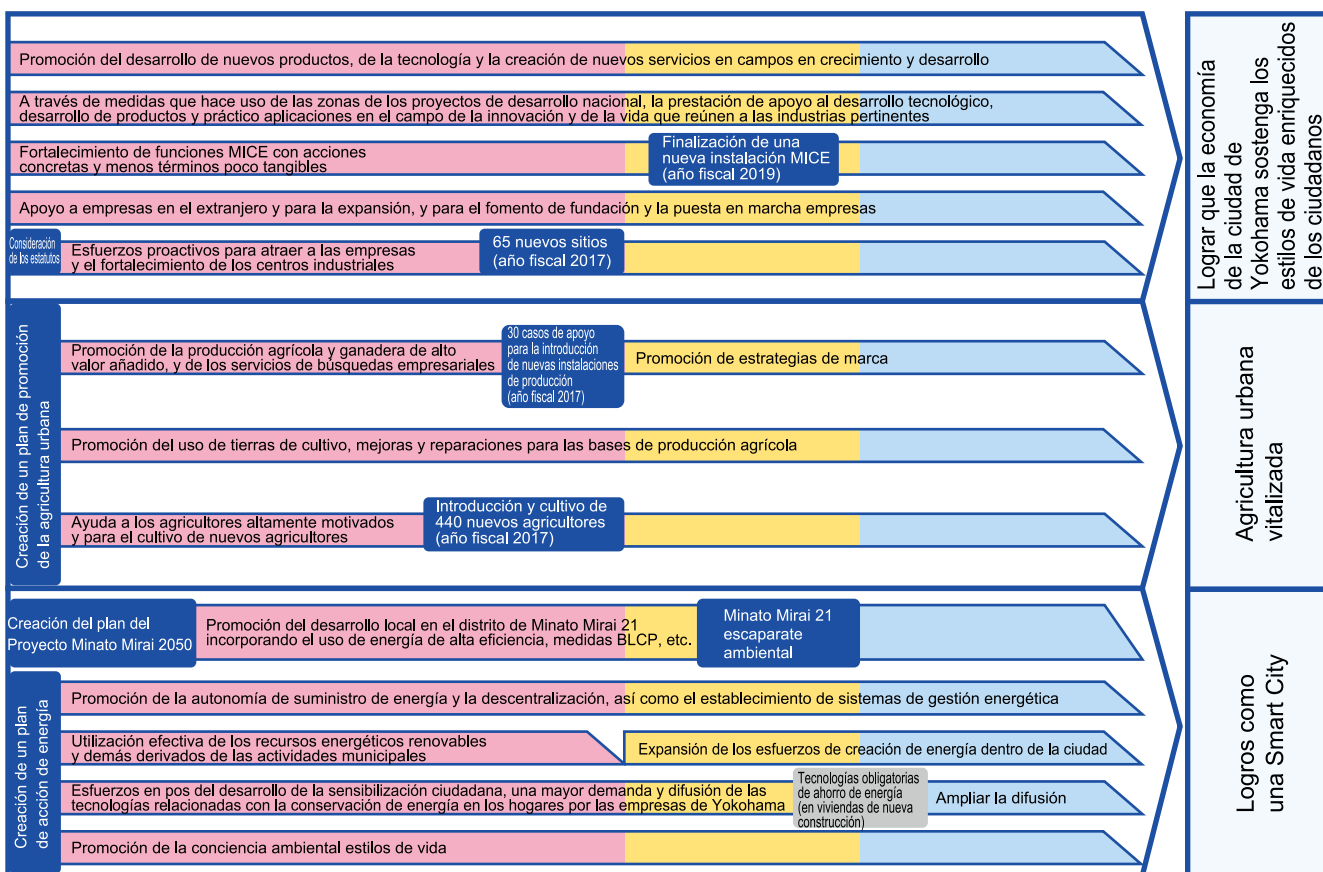 Promoción del desarrollo de nuevos productos, de la tecnología y la creación de nuevos servicios en campos en crecimiento y desarrollo
A través de medidas que hace uso de las zonas de los proyectos de desarrollo nacional, la prestación de apoyo al desarrollo tecnológico,
desarrollo de productos y práctico aplicaciones en el campo de la innovación y de la vida que reúnen a las industrias pertinentes
Fortalecimiento de funciones MICE con acciones
concretas y menos términos poco tangibles
Finalización de una
nueva instalación MICE
(año fiscal 2019)
Apoyo a empresas en el extranjero y para la expansión, y para el fomento de fundación y la puesta en marcha empresas
Consideración
de los estatutos
Esfuerzos proactivos para atraer a las empresas
y el fortalecimiento de los centros industriales
65 nuevos sitios
(año fiscal 2017)
Lograr que la economía
de la ciudad de
Yokohama sostenga los
estilos de vida enriquecidos
de los ciudadanos
Creación de un plan de promoción
de la agricultura urbana
Promoción de la producción agrícola y ganadera de alto
valor añadido, y de los servicios de búsquedas empresariales
30 casos de apoyo
para la introducción
de nuevas instalaciones
de producción
(año fiscal 2017)
Promoción de estrategias de marca
Promoción del uso de tierras de cultivo, mejoras y reparaciones para las bases de producción agrícola
Ayuda a los agricultores altamente motivados
y para el cultivo de nuevos agricultores
Introducción y cultivo de
440 nuevos agricultores
(año fiscal 2017)
Agricultura urbana
vitalizada
Creación del plan del
Proyecto Minato Mirai 2050
Promoción del desarrollo local en el distrito de Minato Mirai 21
incorporando el uso de energía de alta eficiencia, medidas BLCP, etc.
Minato Mirai 21
escaparate
ambiental
Creación de un plan
de acción de energía
Promoción de la autonomía de suministro de energía y la descentralización, así como el establecimiento de sistemas de gestión energética
Utilización efectiva de los recursos energéticos renovables
y demás derivados de las actividades municipales
Expansión de los esfuerzos de creación de energía dentro de la ciudad
Esfuerzos en pos del desarrollo de la sensibilización ciudadana, una mayor demanda y difusión de las
tecnologías relacionadas con la conservación de energía en los hogares por las empresas de Yokohama
Tecnologías obligatorias
de ahorro de energía
(en viviendas de nueva
construcción)
Ampliar la difusión
Promoción de la conciencia ambiental estilos de vida
Logros como
una Smart City